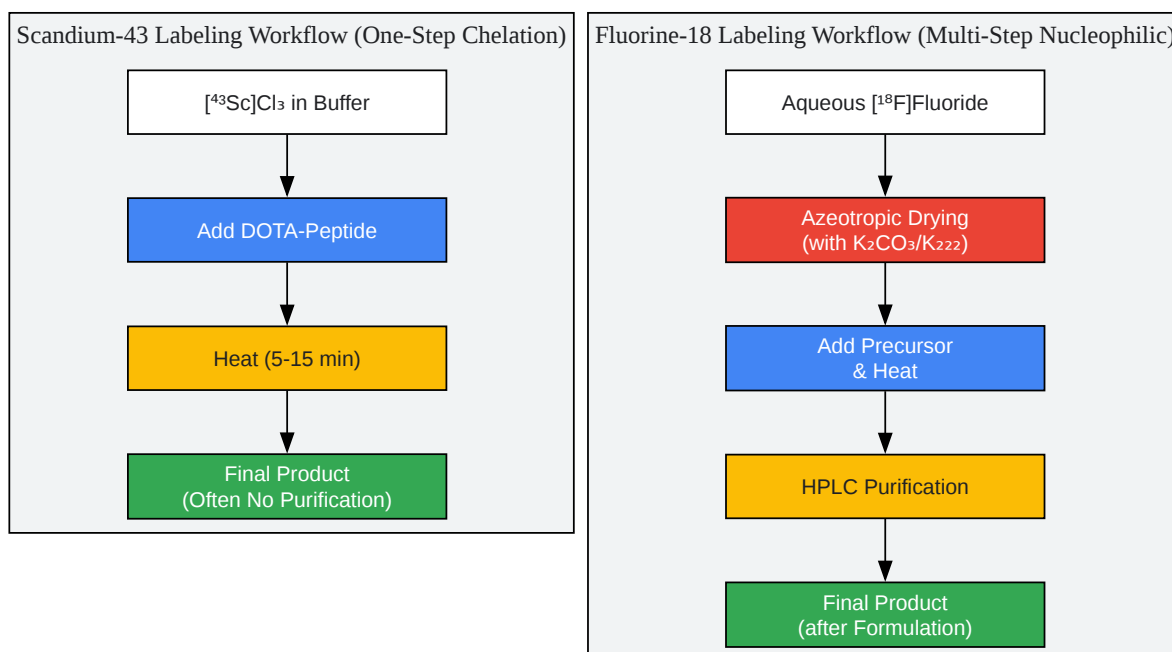 Scandium-43 Labeling Workflow (One-Step Chelation)
[⁴³Sc]Cl₃ in Buffer
Add DOTA-Peptide
Heat (5-15 min)
Final Product
(Often No Purification)
Fluorine-18 Labeling Workflow (Multi-Step Nucleophilic)
Aqueous [¹⁸F]Fluoride
Azeotropic Drying
(with K₂CO₃/K₂₂₂)
Add Precursor
& Heat
HPLC Purification
Final Product
(after Formulation)